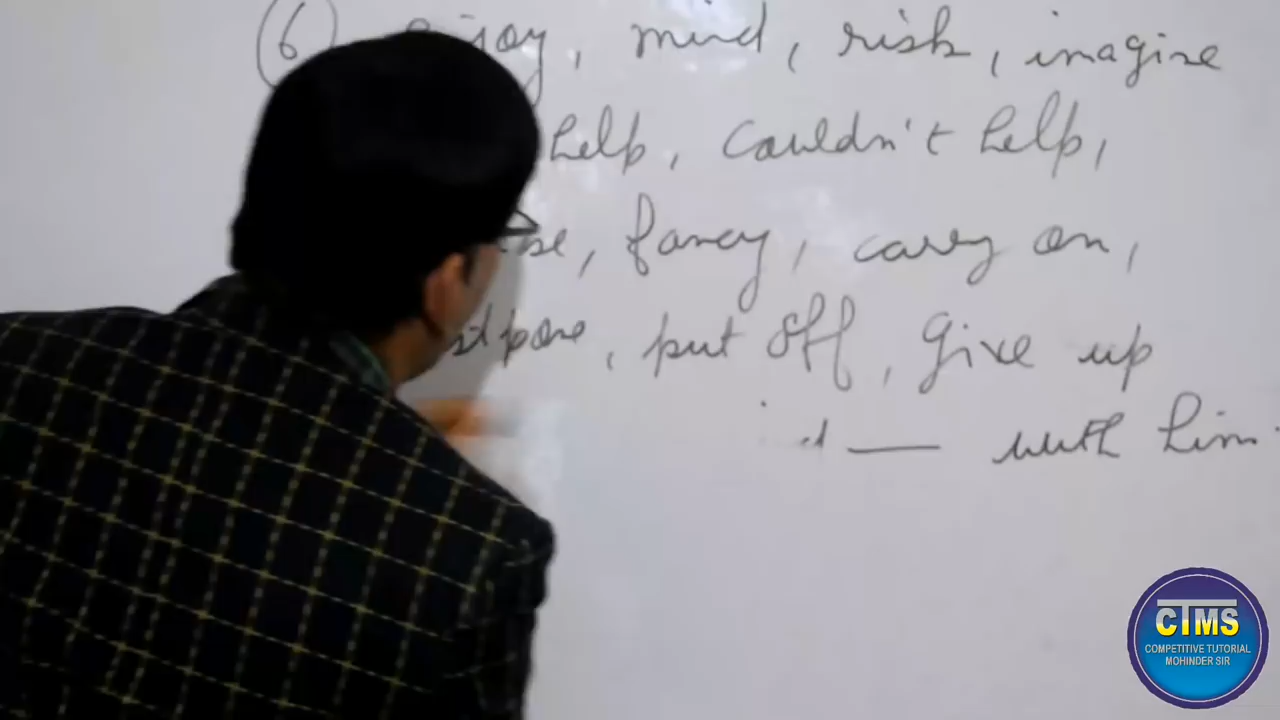 6 enjoy, mind, risk, imagine
help, couldn't help,
fancy, carry on,
postpone, put off, give up
with him.
CTMS
COMPETITIVE TUTORIAL
MOHINDER SIR